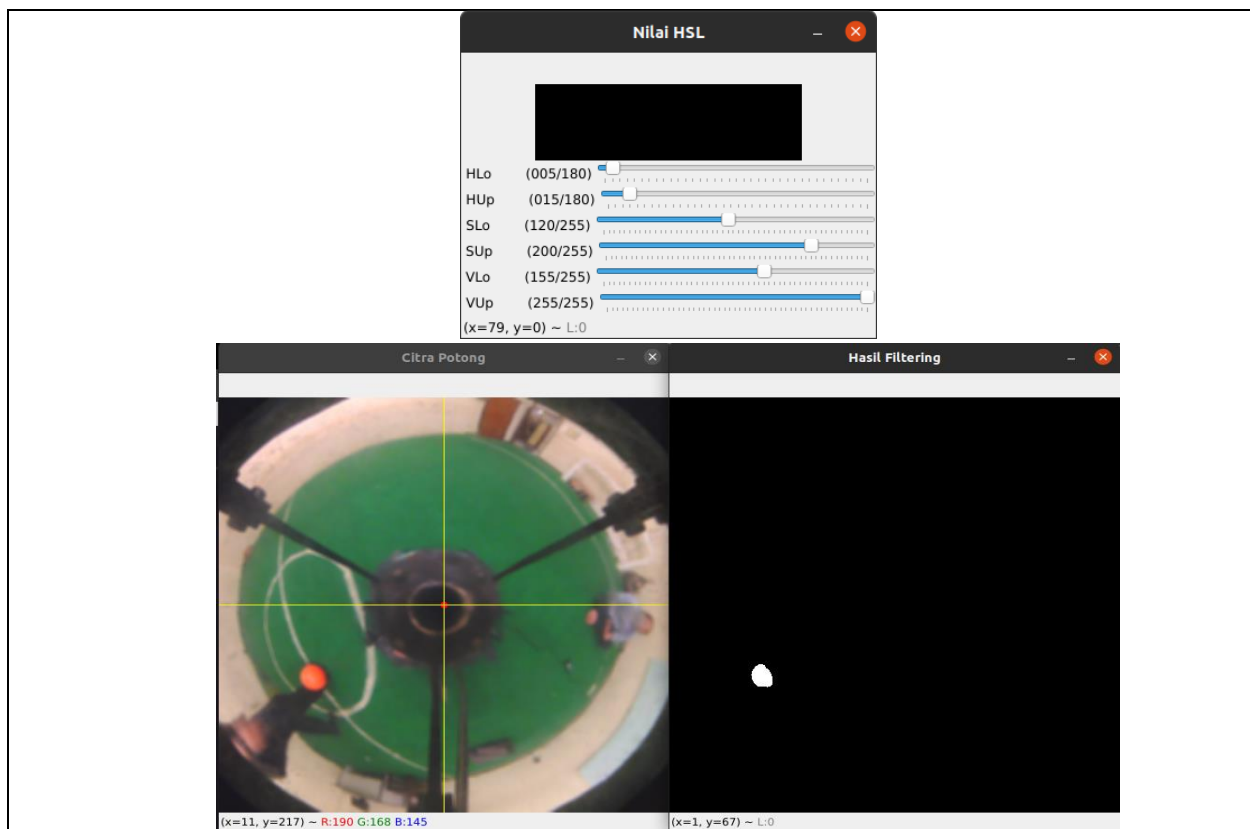 Nilai HSL
HLo (005/180)
HUp (015/180)
SLo (120/255)
SUp (200/255)
VLo (155/255)
VUp (255/255)
(x=79, y=0) ~ L:0
Citra Potong
Hasil Filtering
(x=11, y=217) ~ R:190 G:168 B:145
(x=1, y=67) ~ L:0